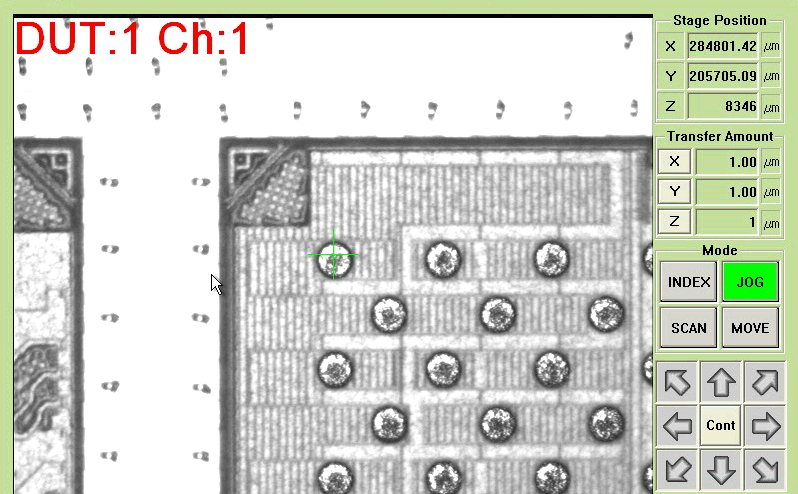 DUT:1 Ch:1
Stage Position
X 284801.42 μm
Y 205705.09 μm
Z 8346 μm
Transfer Amount
X 1.00 μm
Y 1.00 μm
Z 1 μm
Mode
INDEX JOG
SCAN MOVE
Cont